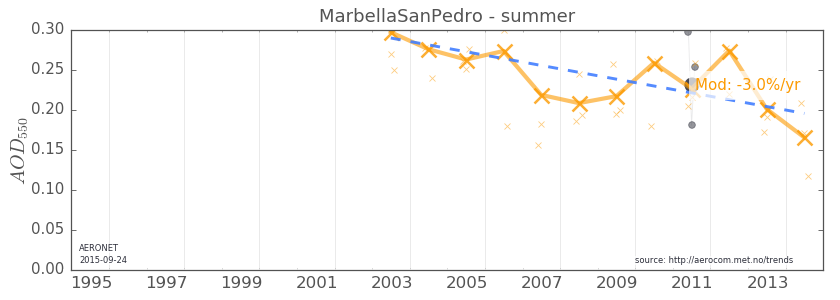 MarbellaSanPedro - summer
0.30
0.25
0.20
0.15
0.10
0.05
0.00
AOD550
Mod: -3.0%/yr
AERONET
2015-09-24
source: http://aerocom.met.no/trends
1995 1997 1999 2001 2003 2005 2007 2009 2011 2013